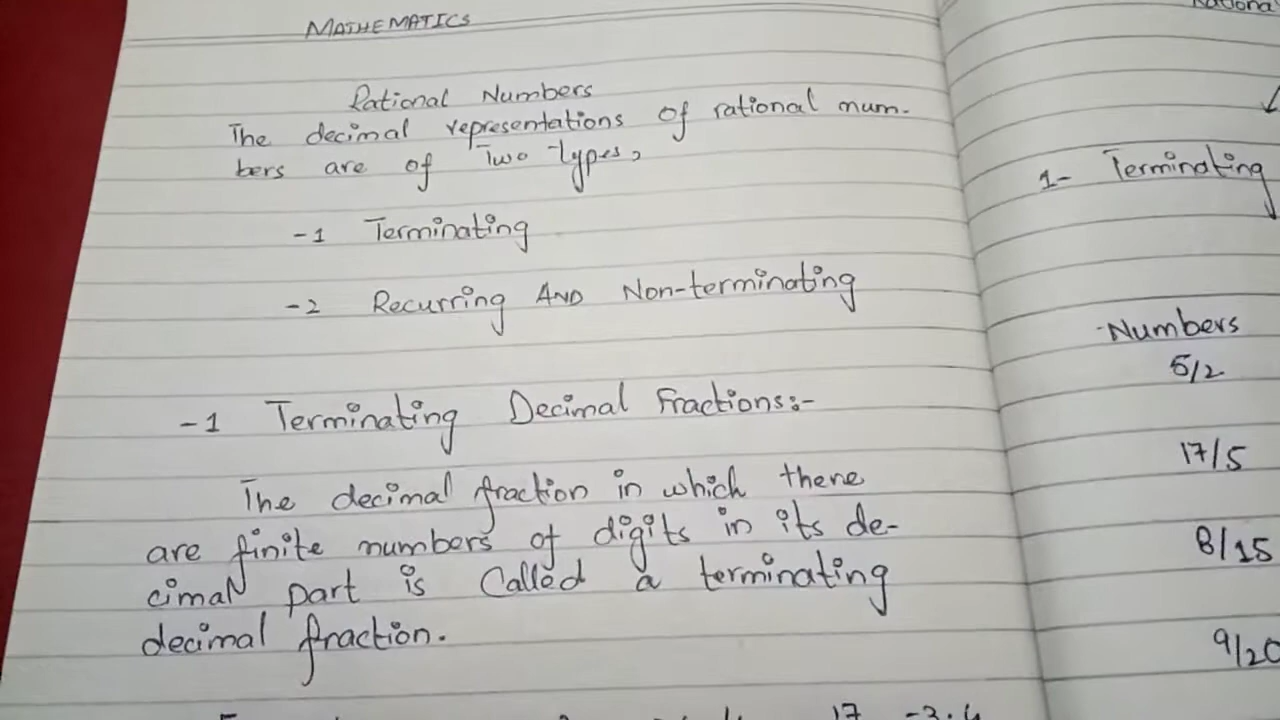 MATHEMATICS
Rational Numbers
The decimal representations of rational num-
bers are of Two Types,
-1 Terminating
-2 Recurring AND Non-terminating
-1 Terminating Decimal Fractions:-
The decimal fraction in which there
are finite numbers of digits in its de-
cimal part is Called a terminating
decimal fraction.
17 -3.4
1- Terminating
Numbers
5/2
17/5
8/15
9/20